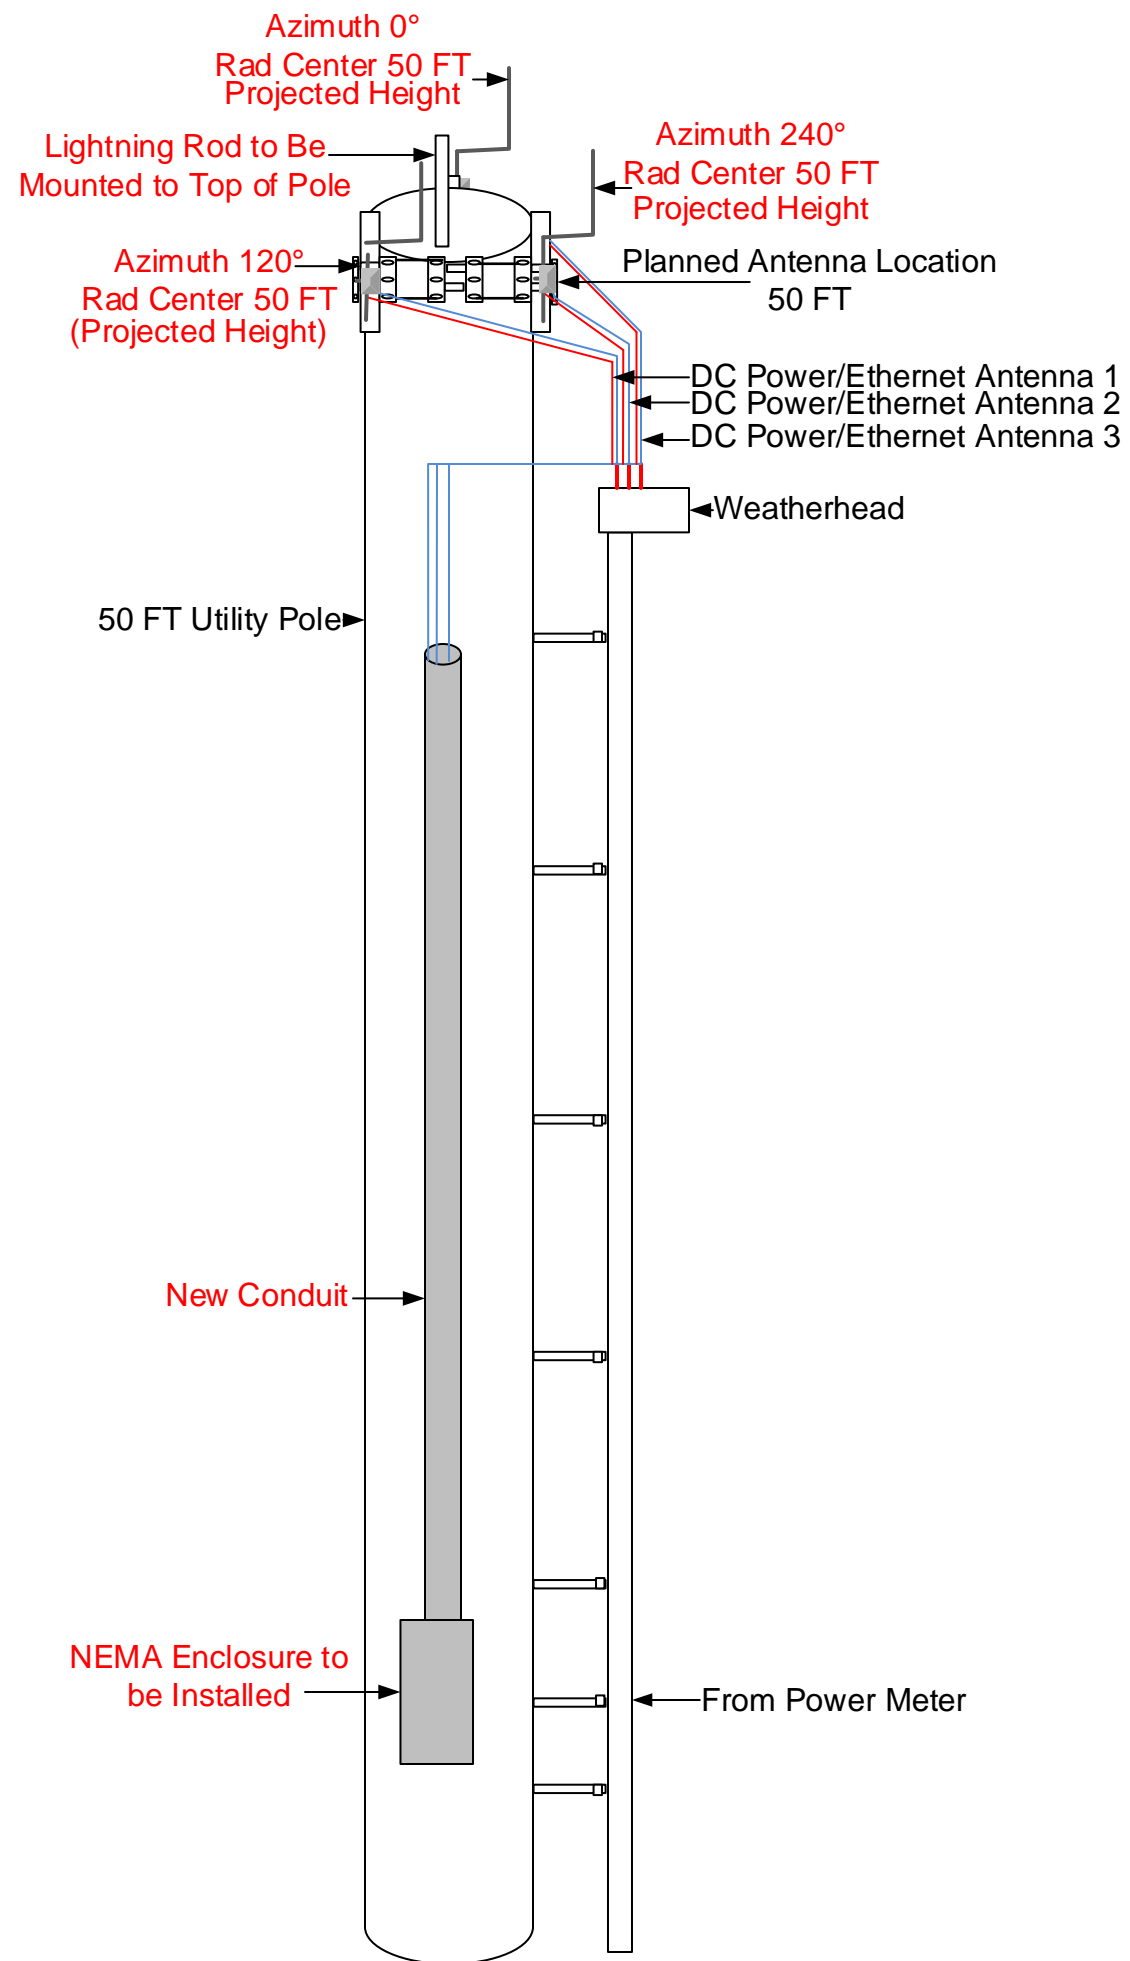 Azimuth 0°
Rad Center 50 FT
Projected Height
Lightning Rod to Be
Mounted to Top of Pole
Azimuth 240°
Rad Center 50 FT
Projected Height
Azimuth 120°
Rad Center 50 FT
(Projected Height)
Planned Antenna Location
50 FT
DC Power/Ethernet Antenna 1
DC Power/Ethernet Antenna 2
DC Power/Ethernet Antenna 3
Weatherhead
50 FT Utility Pole
New Conduit
NEMA Enclosure to
be Installed
From Power Meter